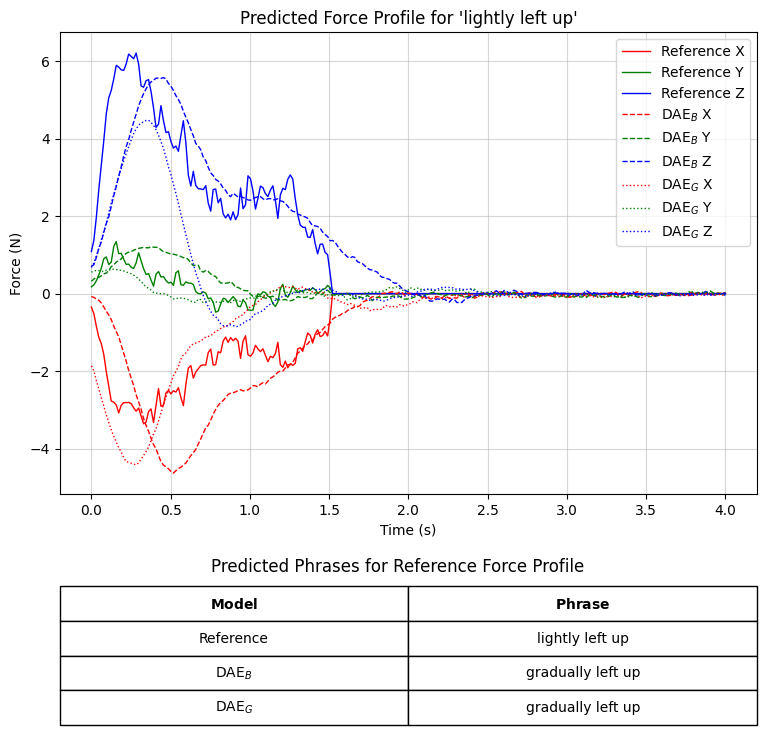 Predicted Force Profile for 'lightly left up'
Force (N)
6
4
2
0
−2
−4
Reference X
Reference Y
Reference Z
DAE_B X
DAE_B Y
DAE_B Z
DAE_G X
DAE_G Y
DAE_G Z
0.0 0.5 1.0 1.5 2.0 2.5 3.0 3.5 4.0
Time (s)
Predicted Phrases for Reference Force Profile
Model Phrase
Reference lightly left up
DAE_B gradually left up
DAE_G gradually left up